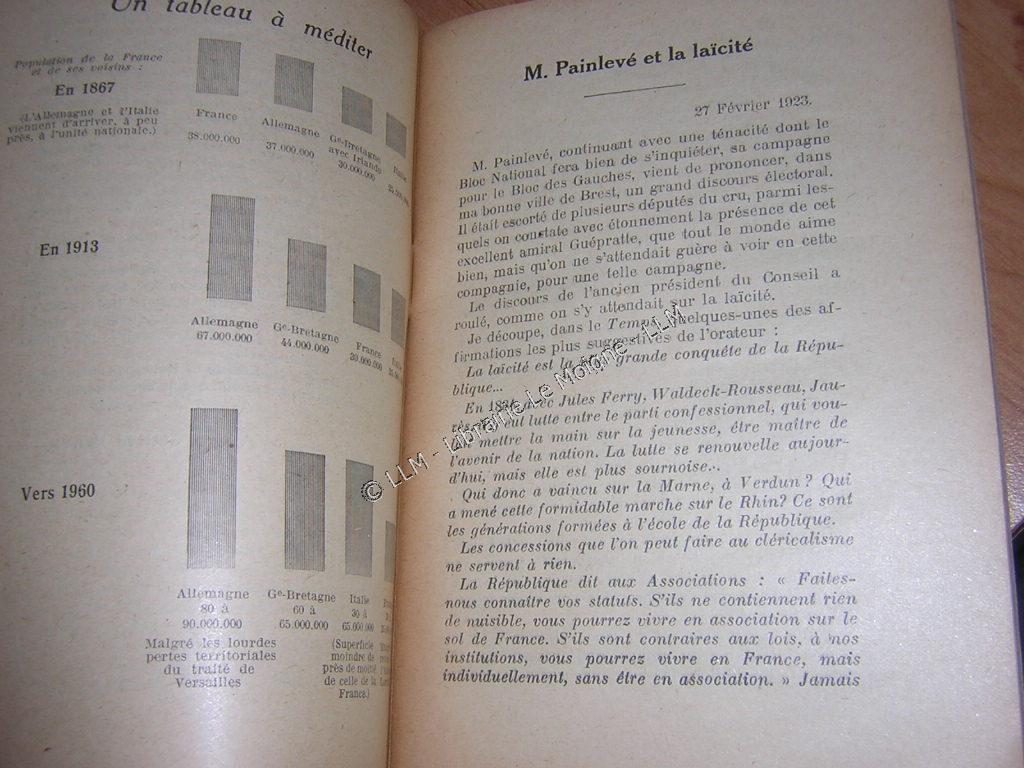 Un tableau à méditer
Population de la France
et de ses voisins :
En 1867
(L'Allemagne et l'Italie
viennent d'arriver, à peu
près, à l'unité nationale.)
France
38.000.000
Allemagne
37.000.000
Gᵉ-Bretagne
avec Irlande
30.000.000
En 1913
Allemagne
67.000.000
Gᵉ-Bretagne
44.000.000
France
Vers 1960
Allemagne
80 à
90.000.000
Malgré les lourdes
pertes territoriales
du traité de
Versailles
Gᵉ-Bretagne
60 à
65.000.000
Italie
à
65.000.000
(Superficie
moindre de
près de moitié
de celle de la
France.)
M. Painlevé et la laïcité
27 Février 1923.
M. Painlevé, continuant avec une ténacité dont le
Bloc National fera bien de s'inquiéter, sa campagne
pour le Bloc des Gauches, vient de prononcer, dans
ma bonne ville de Brest, un grand discours électoral.
Il était escorté de plusieurs députés du cru, parmi les-
quels on constate avec étonnement la présence de cet
excellent amiral Guépratte, que tout le monde aime
bien, mais qu'on ne s'attendait guère à voir en cette
compagnie, pour une telle campagne.
Le discours de l'ancien président du Conseil a
roulé, comme on s'y attendait sur la laïcité.
Je découpe, dans le Temps, quelques-unes des af-
firmations les plus suggestives de l'orateur :
La laïcité est la plus grande conquête de la Répu-
blique...
En avec Jules Ferry, Waldeck-Rousseau, Jau-
rès, eut lutte entre le parti confessionnel, qui vou-
lait mettre la main sur la jeunesse, être maître de
l'avenir de la nation. La lutte se renouvelle aujour-
d'hui, mais elle est plus sournoise...
Qui donc a vaincu sur la Marne, à Verdun ? Qui
a mené cette formidable marche sur le Rhin? Ce sont
les générations formées à l'école de la République.
Les concessions que l'on peut faire au cléricalisme
ne servent à rien.
La République dit aux Associations : « Faites-
nous connaître vos statuts. S'ils ne contiennent rien
de nuisible, vous pourrez vivre en association sur le
sol de France. S'ils sont contraires aux lois, à nos
institutions, vous pourrez vivre en France, mais
individuellement, sans être en association. » Jamais
© LLM - Librairie Le Moigne - LLM